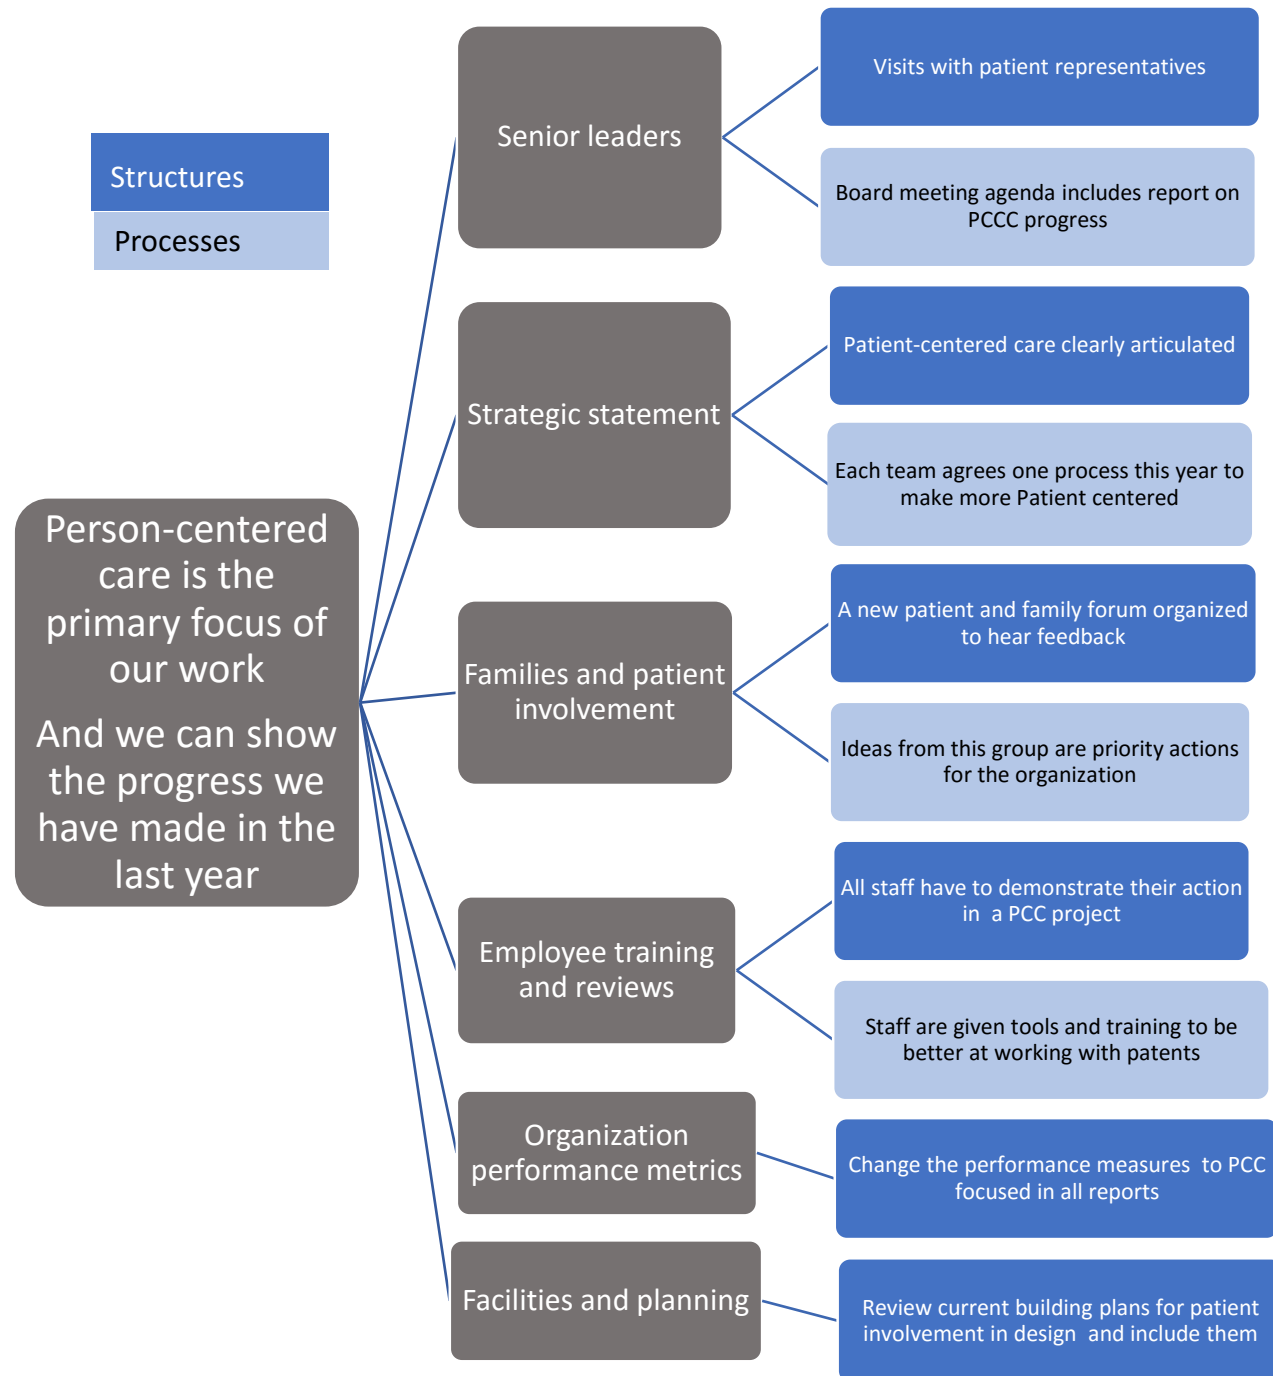 Structures
Processes
Person-centered
care is the
primary focus of
our work
And we can show
the progress we
have made in the
last year
Senior leaders
Visits with patient representatives
Board meeting agenda includes report on
PCCC progress
Strategic statement
Patient-centered care clearly articulated
Each team agrees one process this year to
make more Patient centered
Families and patient
involvement
A new patient and family forum organized
to hear feedback
Ideas from this group are priority actions
for the organization
Employee training
and reviews
All staff have to demonstrate their action
in  a PCC project
Staff are given tools and training to be
better at working with patents
Organization
performance metrics
Change the performance measures  to PCC
focused in all reports
Facilities and planning
Review current building plans for patient
involvement in design  and include them